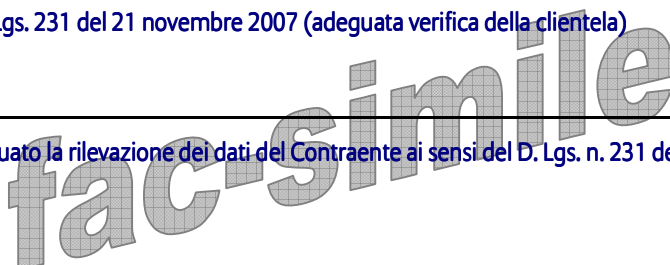 Lgs. 231 del 21 novembre 2007 (adeguata verifica della clientela)
uato la rilevazione dei dati del Contraente ai sensi del D. Lgs. n. 231 de
fac-simile